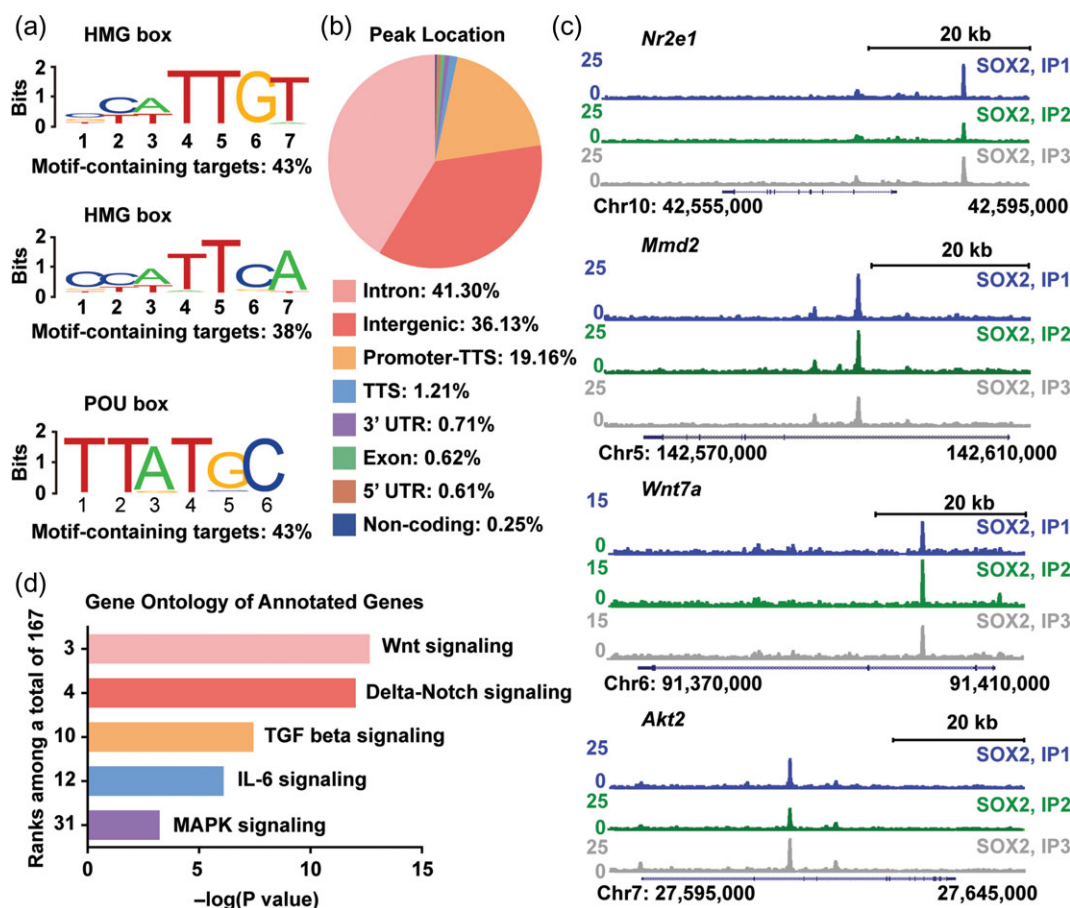 (a)
HMG box
2
1
0
Bits
CATTGT
1 2 3 4 5 6 7
Motif-containing targets: 43%
HMG box
2
1
0
Bits
CCATTCA
1 2 3 4 5 6 7
Motif-containing targets: 38%
POU box
2
1
0
Bits
TTATGC
1 2 3 4 5 6
Motif-containing targets: 43%
(b)
Peak Location
Intron: 41.30%
Intergenic: 36.13%
Promoter-TTS: 19.16%
TTS: 1.21%
3' UTR: 0.71%
Exon: 0.62%
5' UTR: 0.61%
Non-coding: 0.25%
(c)
Nr2e1
20 kb
25
SOX2, IP1
0
25
SOX2, IP2
0
25
SOX2, IP3
0
Chr10: 42,555,000 42,595,000
Mmd2
20 kb
25
SOX2, IP1
0
25
SOX2, IP2
0
25
SOX2, IP3
0
Chr5: 142,570,000 142,610,000
Wnt7a
20 kb
15
SOX2, IP1
0
15
SOX2, IP2
0
15
SOX2, IP3
0
Chr6: 91,370,000 91,410,000
Akt2
20 kb
25
SOX2, IP1
0
25
SOX2, IP2
0
25
SOX2, IP3
0
Chr7: 27,595,000 27,645,000
(d)
Gene Ontology of Annotated Genes
Ranks among a total of 167
3 Wnt signaling
4 Delta-Notch signaling
10 TGF beta signaling
12 IL-6 signaling
31 MAPK signaling
0 5 10 15
–log(P value)